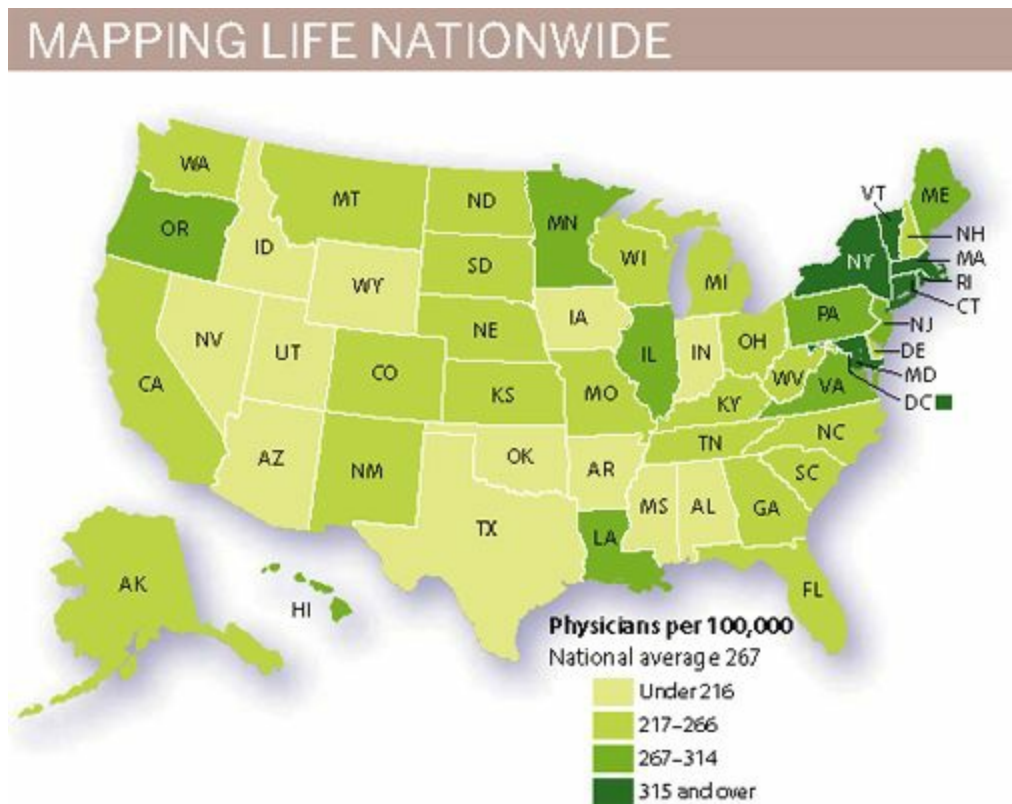 MAPPING LIFE NATIONWIDE
WA
MT
ND
MN
VT
ME
OR
ID
SD
WI
MI
NY
NH
MA
RI
CT
WY
IA
PA
NJ
NV
UT
NE
IL
IN
OH
DE
MD
DC
CA
CO
KS
MO
WV
VA
KY
AZ
NM
OK
AR
TN
NC
SC
TX
MS
AL
GA
LA
AK
HI
FL
Physicians per 100,000
National average 267
Under 216
217–266
267–314
315 and over